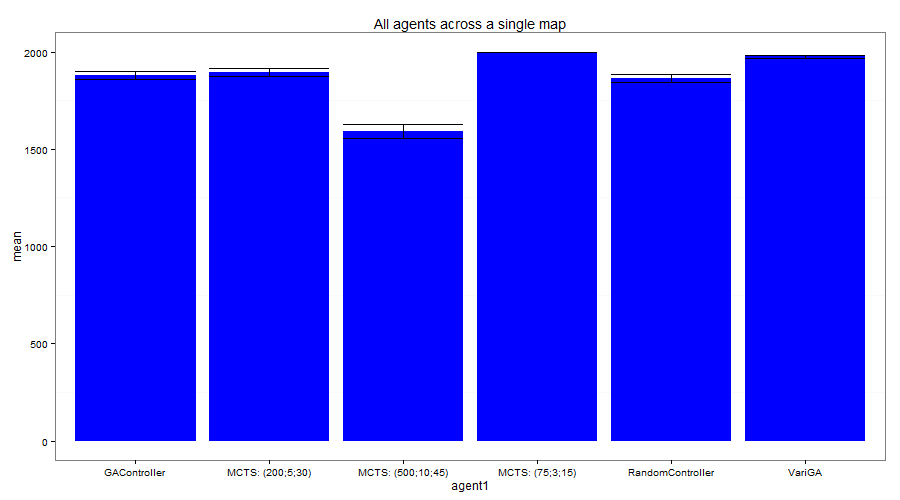 All agents across a single map
2000
1500
1000
500
0
mean
GAController MCTS: (200;5;30) MCTS: (500;10;45) MCTS: (75;3;15) RandomController VariGA
agent1